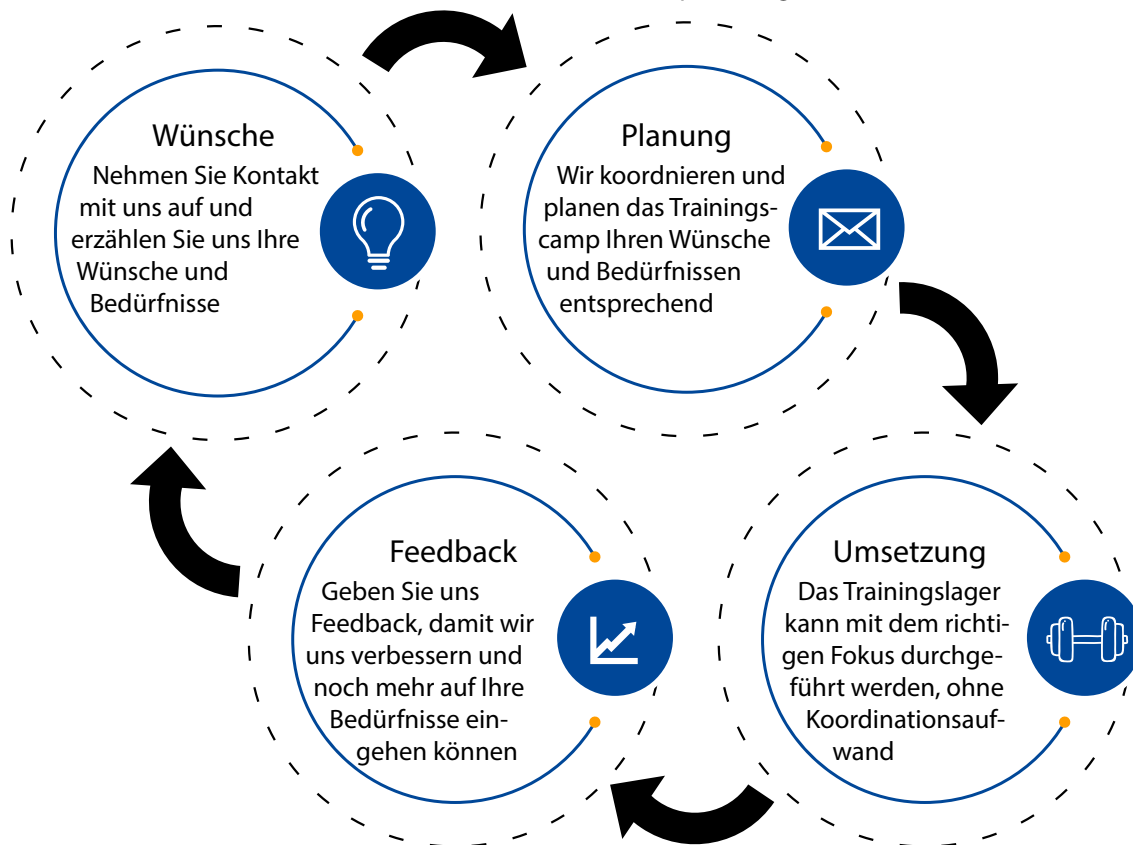 Wünsche
Nehmen Sie Kontakt
mit uns auf und
erzählen Sie uns Ihre
Wünsche und
Bedürfnisse
Planung
Wir koordnieren und
planen das Trainings-
camp Ihren Wünsche
und Bedürfnissen
entsprechend
Umsetzung
Das Trainingslager
kann mit dem richti-
gen Fokus durchge-
führt werden, ohne
Koordinationsauf-
wand
Feedback
Geben Sie uns
Feedback, damit wir
uns verbessern und
noch mehr auf Ihre
Bedürfnisse ein-
gehen können